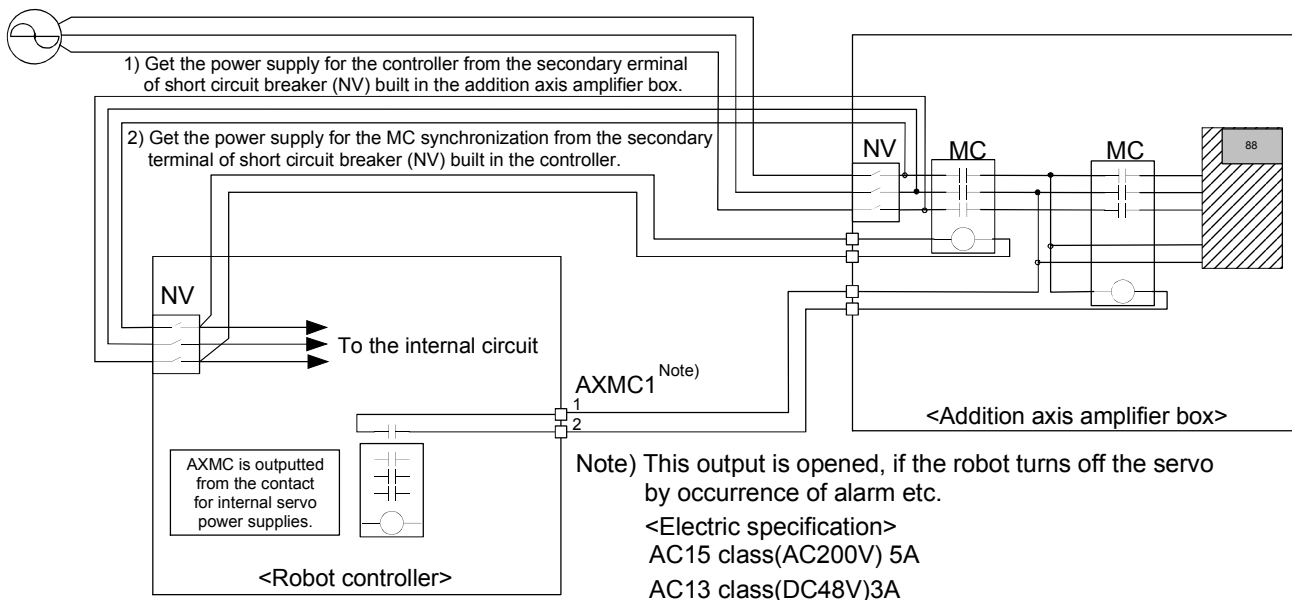 1) Get the power supply for the controller from the secondary erminal
of short circuit breaker (NV) built in the addition axis amplifier box.
2) Get the power supply for the MC synchronization from the secondary
terminal of short circuit breaker (NV) built in the controller.
NV
MC
MC
88
NV
To the internal circuit
AXMC1 Note)
1
2
<Addition axis amplifier box>
AXMC is outputted
from the contact
for internal servo
power supplies.
<Robot controller>
Note) This output is opened, if the robot turns off the servo
by occurrence of alarm etc.
<Electric specification>
AC15 class(AC200V) 5A
AC13 class(DC48V)3A